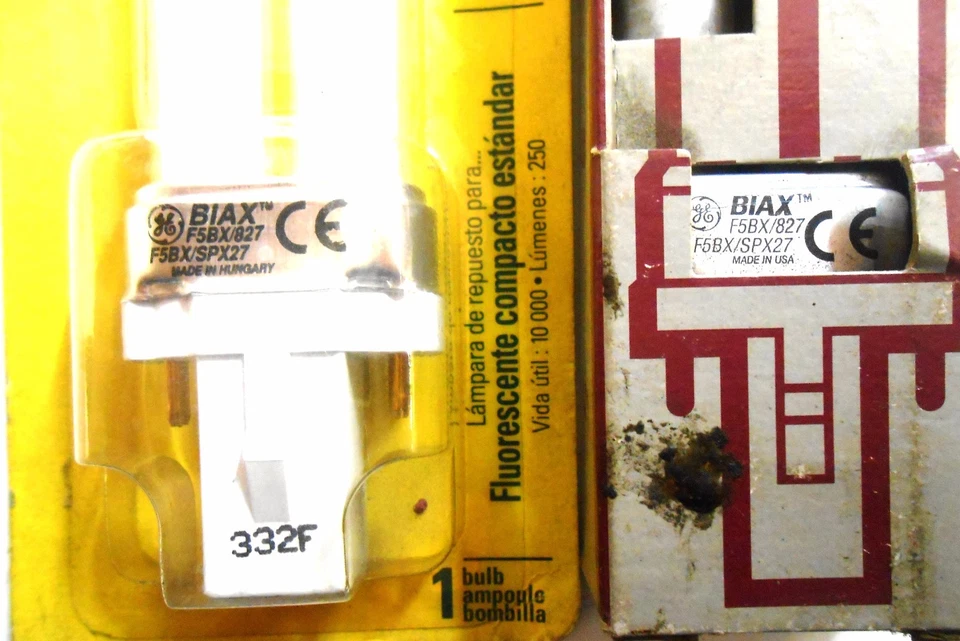 GE BIAX™
F5BX/827
F5BX/SPX27
MADE IN HUNGARY
CE
332F
Lámpara de repuesto para...
Fluorescente compacto estándar
Vida útil : 10 000 • Lúmenes : 250
1 bulb
ampoule
bombilla
GE BIAX™
F5BX/827
F5BX/SPX27
MADE IN USA
CE